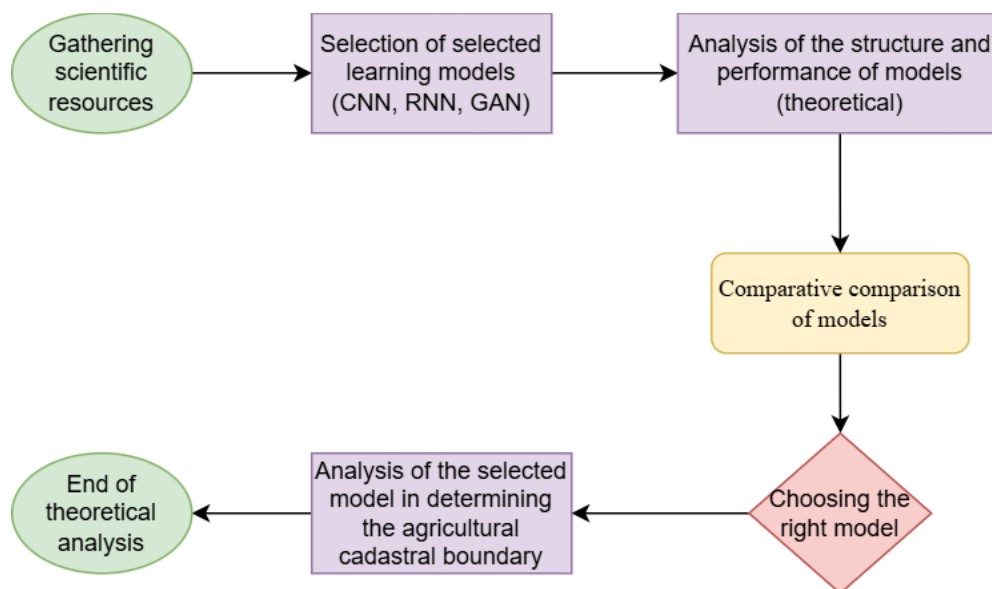 Gathering
scientific
resources
Selection of selected
learning models
(CNN, RNN, GAN)
Analysis of the structure and
performance of models
(theoretical)
Comparative comparison
of models
Choosing the
right model
Analysis of the selected
model in determining
the agricultural
cadastral boundary
End of
theoretical
analysis